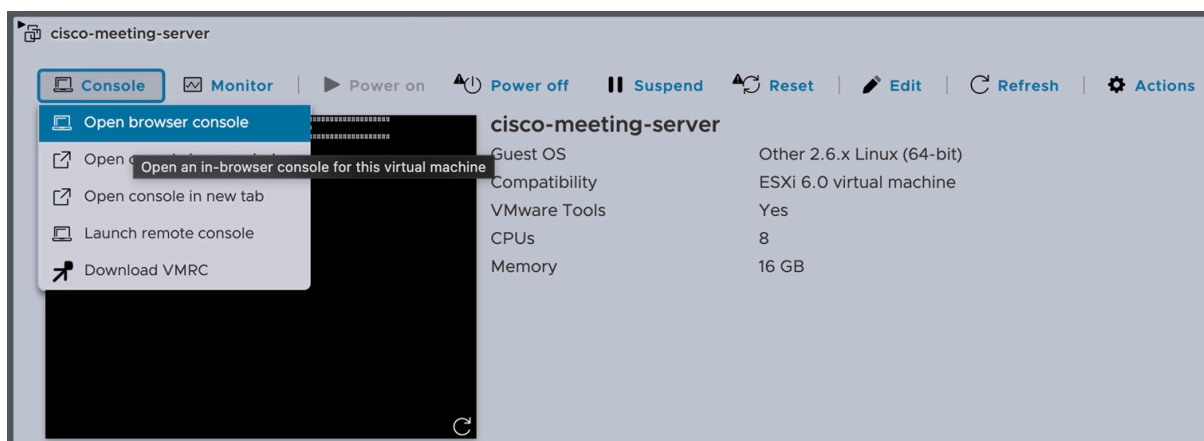 cisco-meeting-server
Console Monitor Power on Power off Suspend Reset Edit Refresh Actions
Open browser console
Open
Open an in-browser console for this virtual machine
Open console in new tab
Launch remote console
Download VMRC
cisco-meeting-server
Guest OS Other 2.6.x Linux (64-bit)
Compatibility ESXi 6.0 virtual machine
VMware Tools Yes
CPUs 8
Memory 16 GB